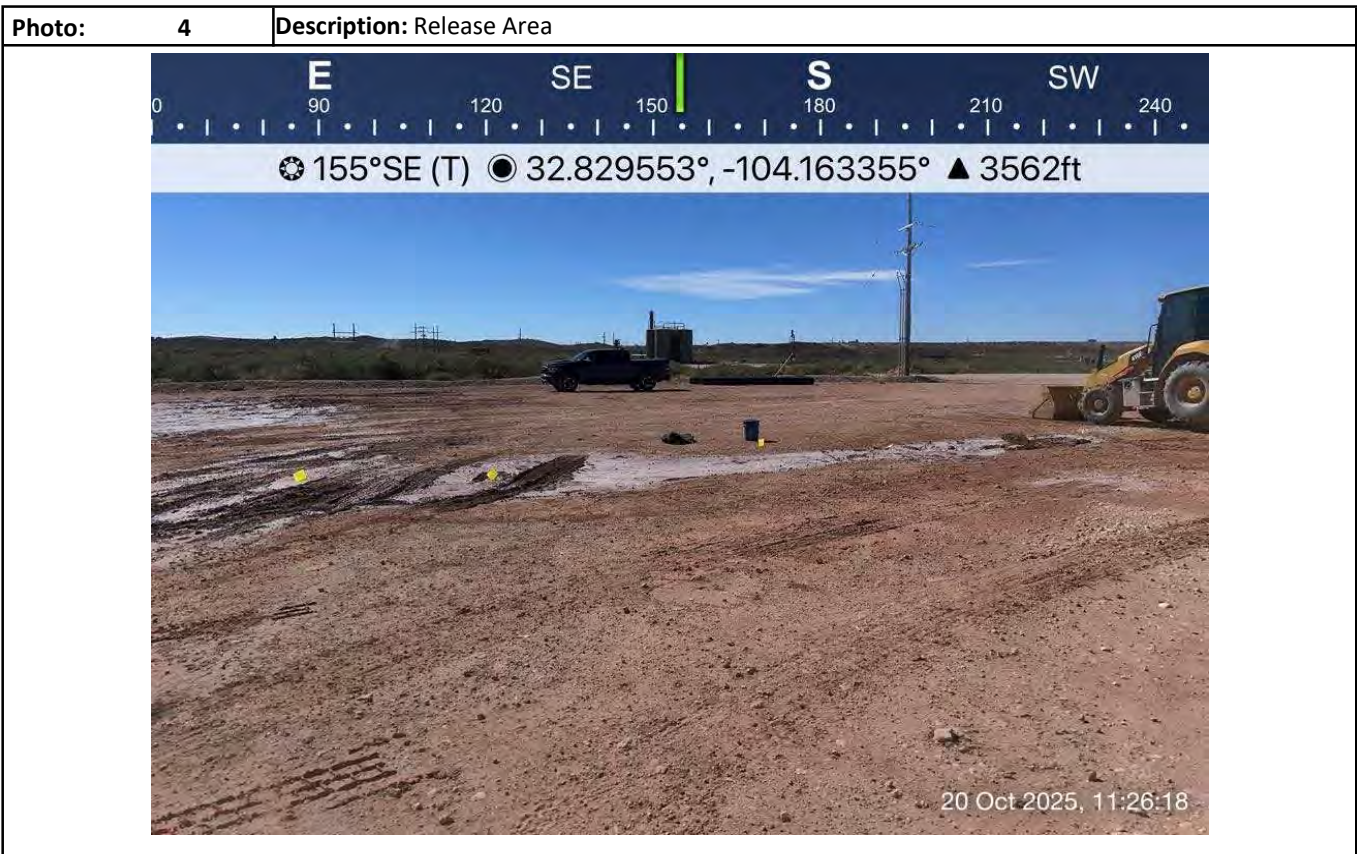 Photo: 4 Description: Release Area
E SE S SW
0 90 120 150 180 210 240
155°SE (T) 32.829553°, -104.163355° ▲ 3562ft
20 Oct 2025, 11:26:18